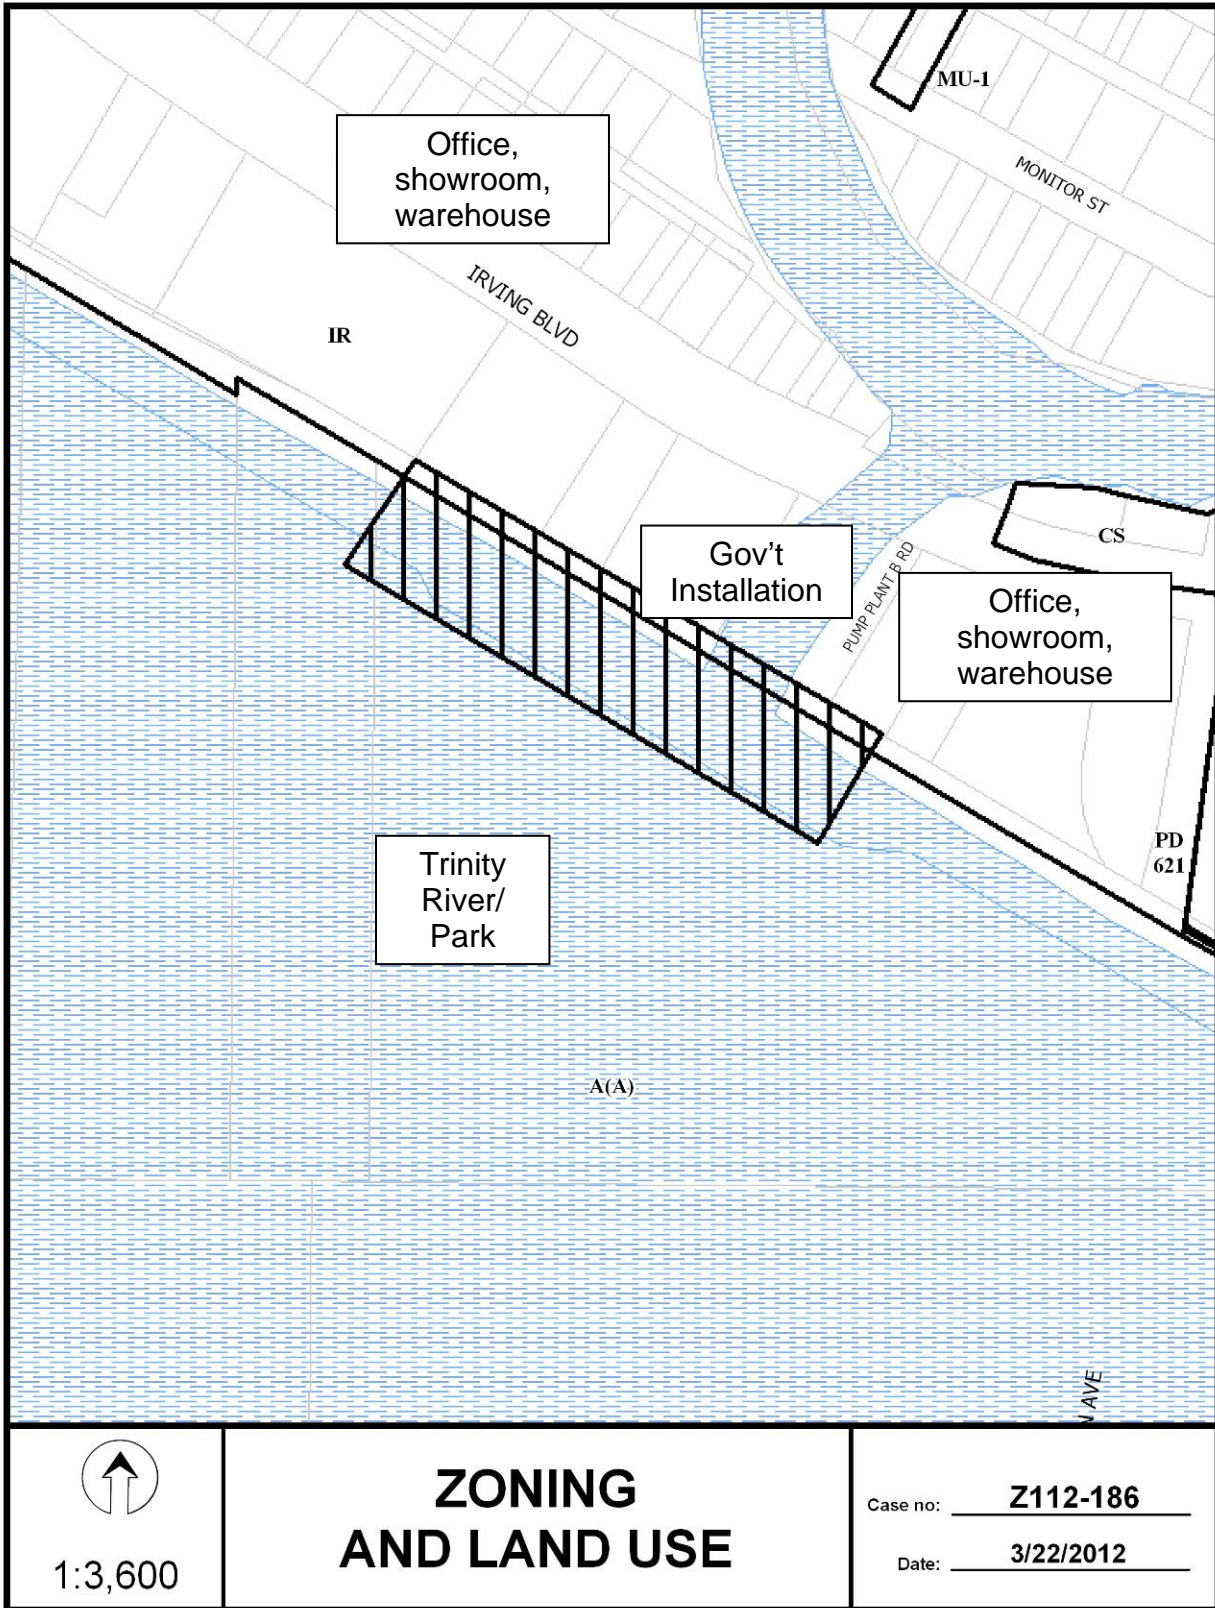 MU-1
Office,
showroom,
warehouse
MONITOR ST
IRVING BLVD
IR
CS
Gov't
Installation
PUMP PLANT B RD
Office,
showroom,
warehouse
PD
621
Trinity
River/
Park
A(A)
N AVE
1:3,600
ZONING
AND LAND USE
Case no: Z112-186
Date: 3/22/2012